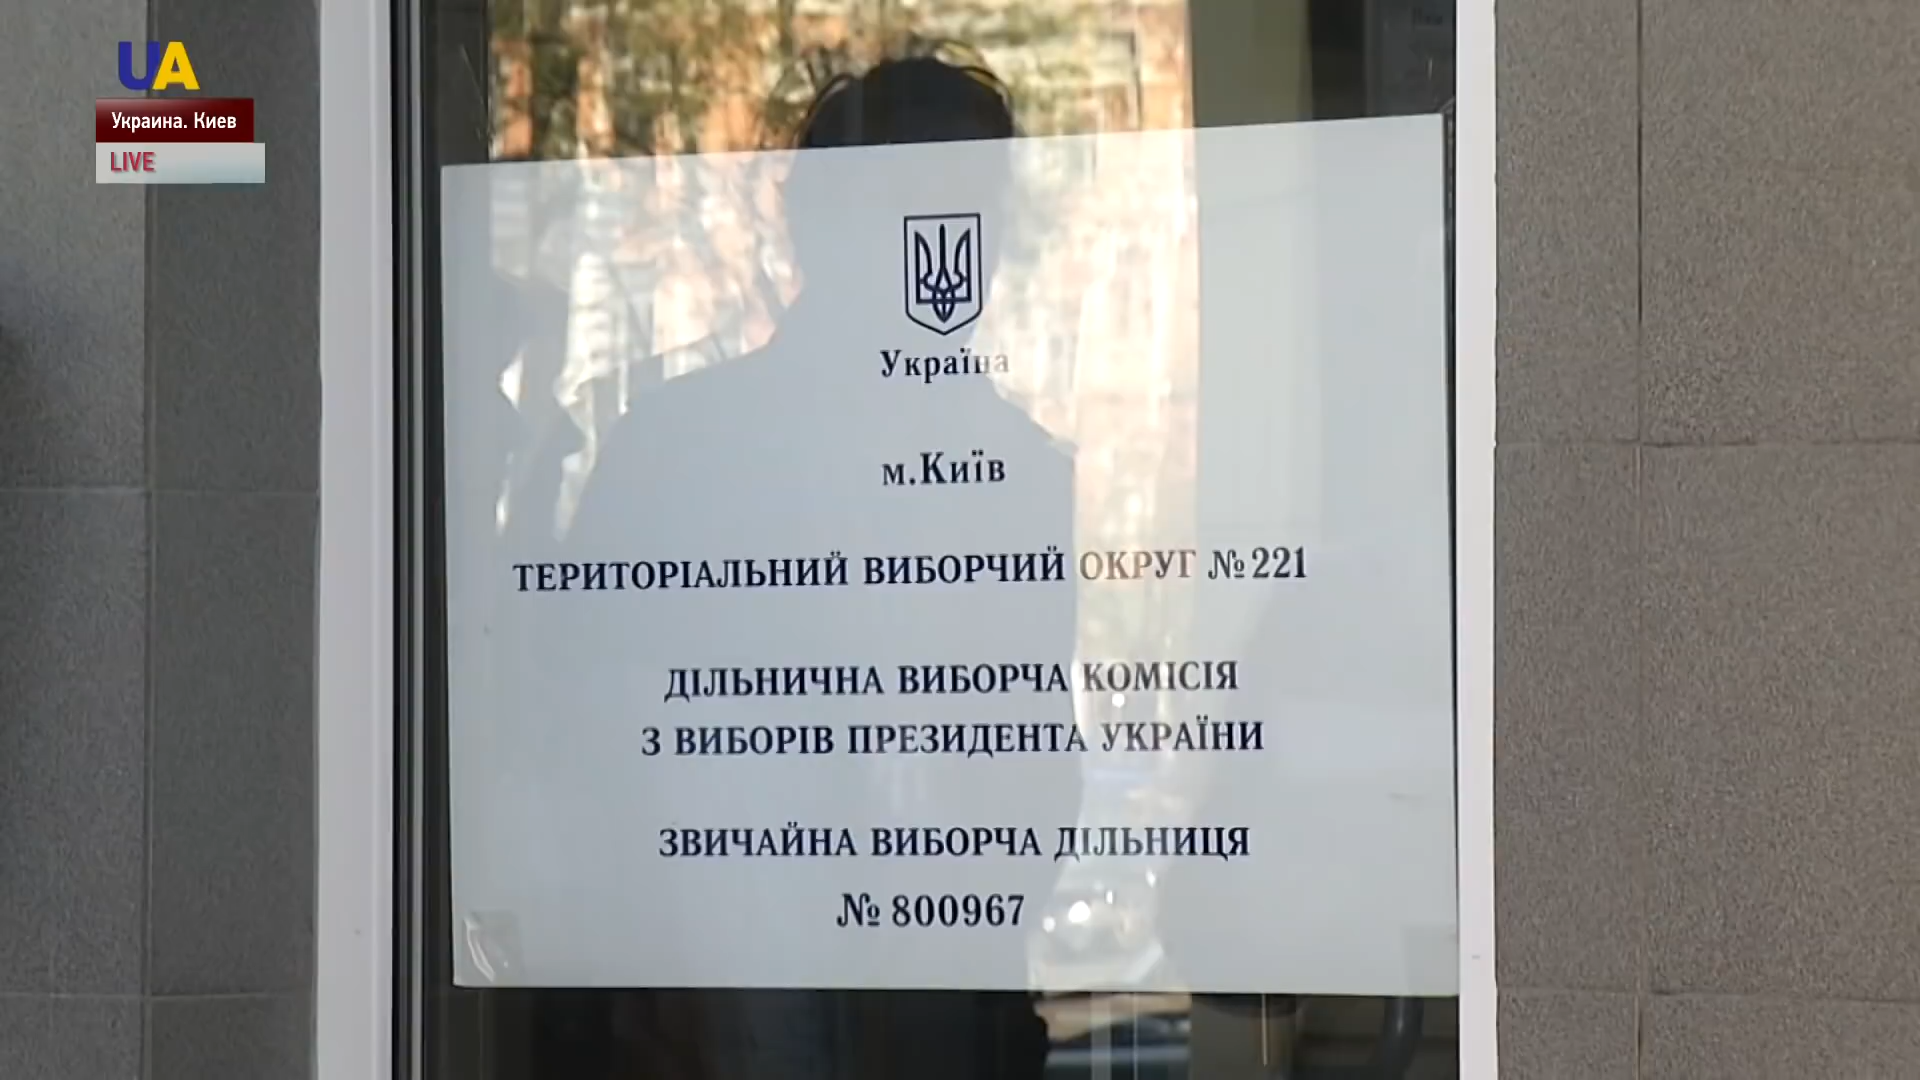 UA
Украина. Киев
LIVE
Україна
м.Київ
ТЕРИТОРІАЛЬНИЙ ВИБОРЧИЙ ОКРУГ №221
ДІЛЬНИЧНА ВИБОРЧА КОМІСІЯ
З ВИБОРІВ ПРЕЗИДЕНТА УКРАЇНИ
ЗВИЧАЙНА ВИБОРЧА ДІЛЬНИЦЯ
№ 800967